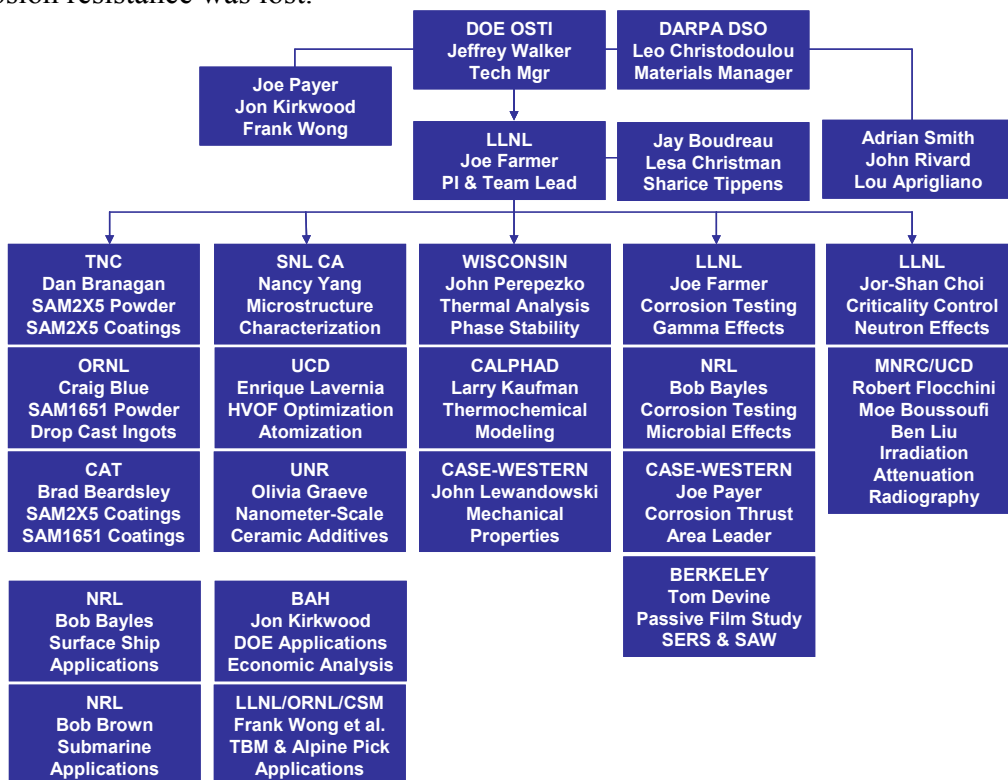 osion resistance was lost.
DOE OSTI
Jeffrey Walker
Tech Mgr
DARPA DSO
Leo Christodoulou
Materials Manager
Joe Payer
Jon Kirkwood
Frank Wong
LLNL
Joe Farmer
PI & Team Lead
Jay Boudreau
Lesa Christman
Sharice Tippens
Adrian Smith
John Rivard
Lou Aprigliano
TNC
Dan Branagan
SAM2X5 Powder
SAM2X5 Coatings
SNL CA
Nancy Yang
Microstructure
Characterization
WISCONSIN
John Perepezko
Thermal Analysis
Phase Stability
LLNL
Joe Farmer
Corrosion Testing
Gamma Effects
LLNL
Jor-Shan Choi
Criticality Control
Neutron Effects
ORNL
Craig Blue
SAM1651 Powder
Drop Cast Ingots
UCD
Enrique Lavernia
HVOF Optimization
Atomization
CALPHAD
Larry Kaufman
Thermochemical
Modeling
NRL
Bob Bayles
Corrosion Testing
Microbial Effects
MNRC/UCD
Robert Flocchini
Moe Boussoufi
Ben Liu
Irradiation
Attenuation
Radiography
CAT
Brad Beardsley
SAM2X5 Coatings
SAM1651 Coatings
UNR
Olivia Graeve
Nanometer-Scale
Ceramic Additives
CASE-WESTERN
John Lewandowski
Mechanical
Properties
CASE-WESTERN
Joe Payer
Corrosion Thrust
Area Leader
BERKELEY
Tom Devine
Passive Film Study
SERS & SAW
NRL
Bob Bayles
Surface Ship
Applications
BAH
Jon Kirkwood
DOE Applications
Economic Analysis
NRL
Bob Brown
Submarine
Applications
LLNL/ORNL/CSM
Frank Wong et al.
TBM & Alpine Pick
Applications